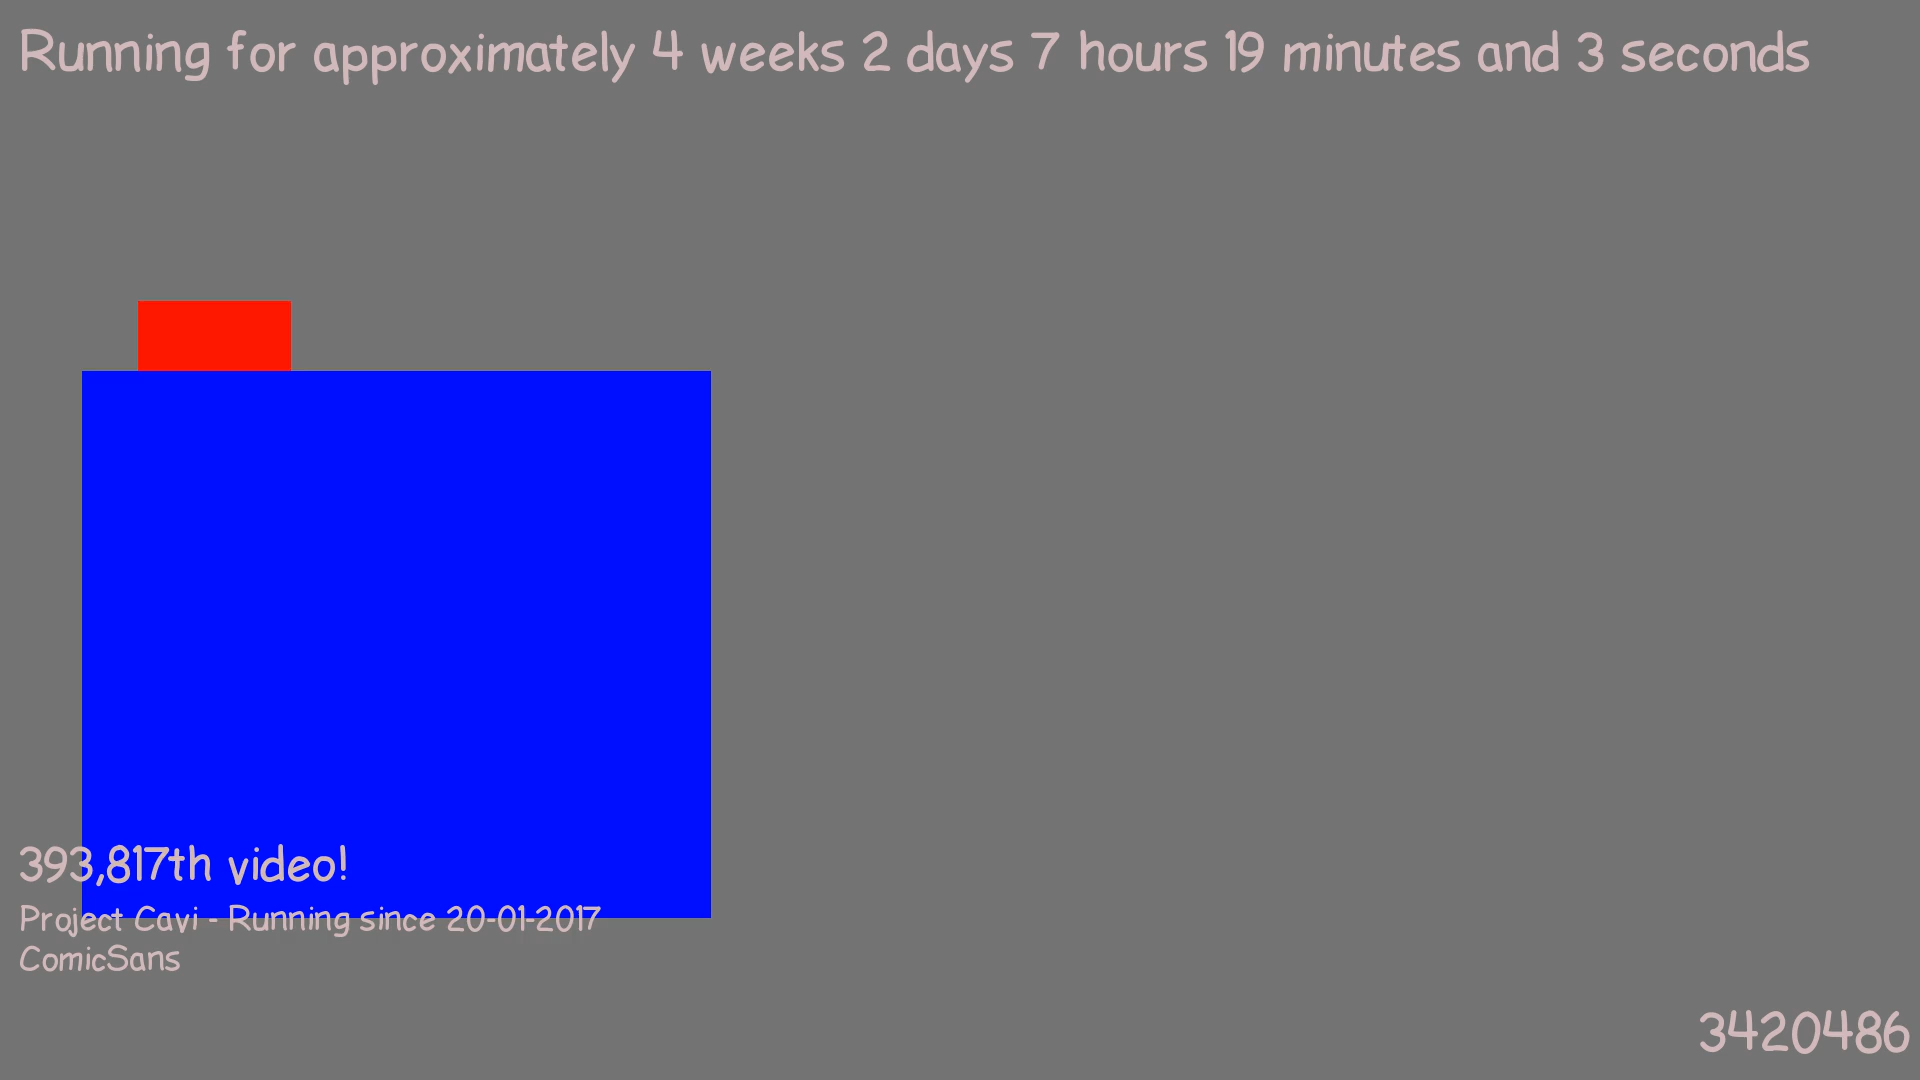 Running for approximately 4 weeks 2 days 7 hours 19 minutes and 3 seconds
393,817th video!
Project Cavi - Running since 20-01-2017
ComicSans
3420486